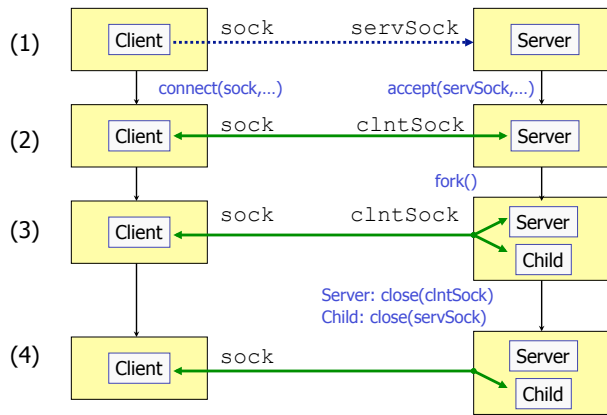 (1) Client sock servSock Server
connect(sock,…) accept(servSock,…)
(2) Client sock clntSock Server
fork()
(3) Client sock clntSock Server
Child
Server: close(clntSock)
Child: close(servSock)
(4) Client sock Server
Child